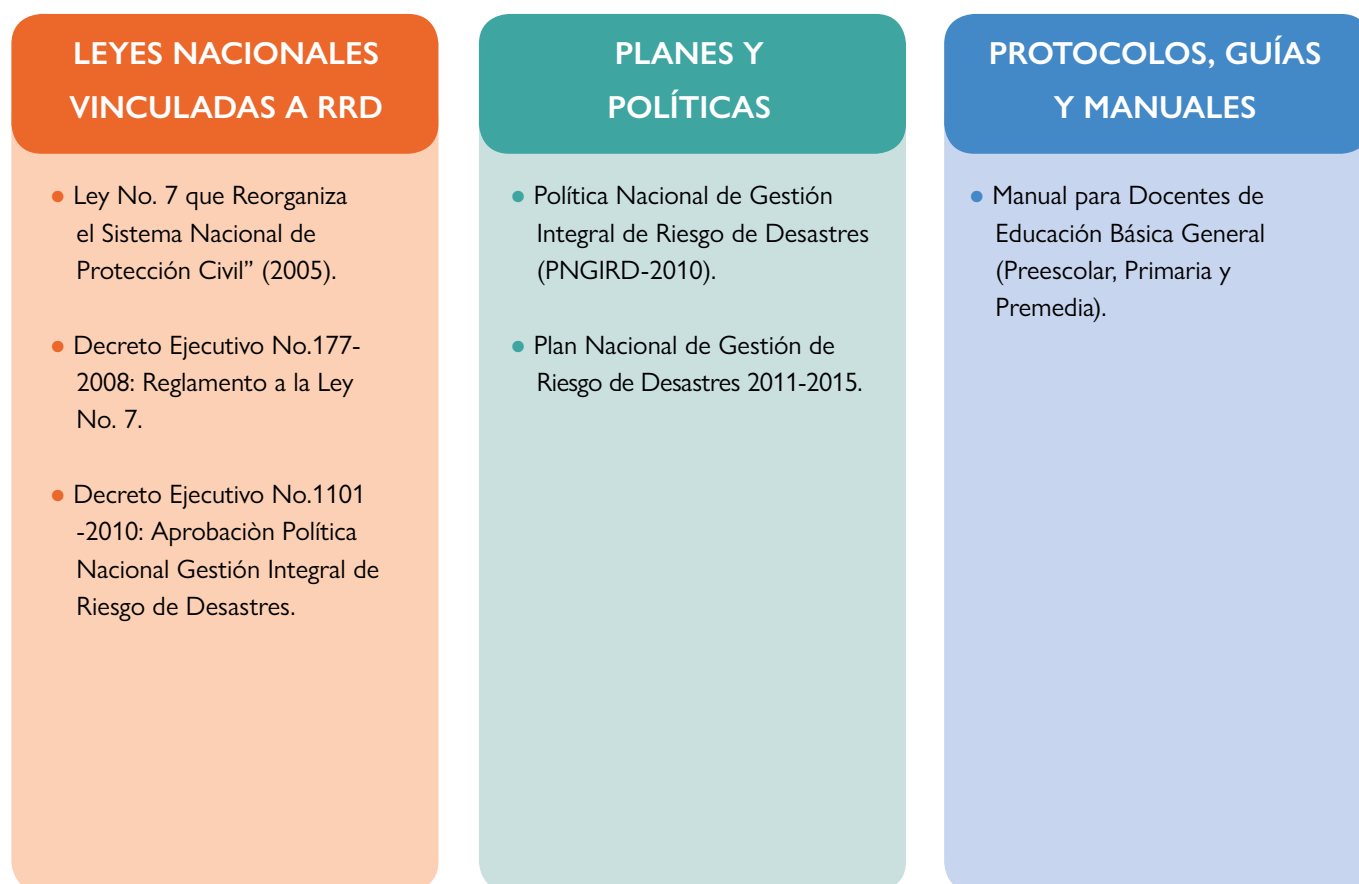 LEYES NACIONALES
VINCULADAS A RRD
• Ley No. 7 que Reorganiza
el Sistema Nacional de
Protección Civil” (2005).
• Decreto Ejecutivo No.177-
2008: Reglamento a la Ley
No. 7.
• Decreto Ejecutivo No.1101
-2010: Aprobaciòn Política
Nacional Gestión Integral de
Riesgo de Desastres.
PLANES Y
POLÍTICAS
• Política Nacional de Gestión
Integral de Riesgo de Desastres
(PNGIRD-2010).
• Plan Nacional de Gestión de
Riesgo de Desastres 2011-2015.
PROTOCOLOS, GUÍAS
Y MANUALES
• Manual para Docentes de
Educación Básica General
(Preescolar, Primaria y
Premedia).